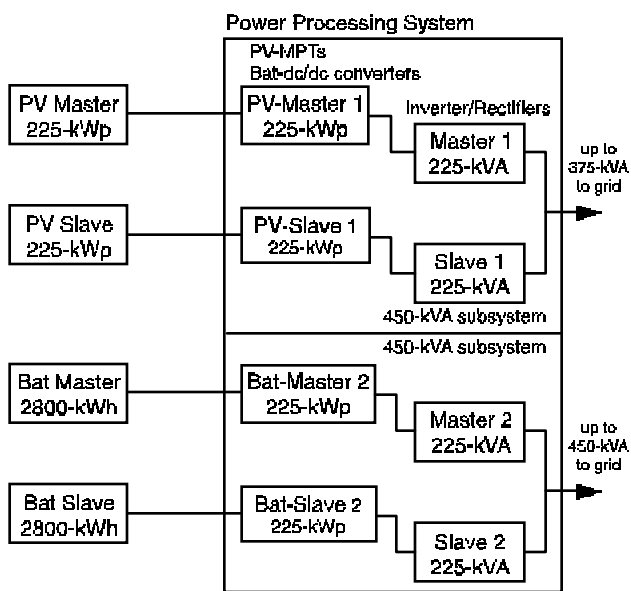 Power Processing System
PV-MPTs
Bat-dc/dc converters
PV Master
225-kWp
PV-Master 1
225-kWp
Inverter/Rectifiers
Master 1
225-kVA
up to
375-kVA
to grid
PV Slave
225-kWp
PV-Slave 1
225-kWp
Slave 1
225-kVA
450-kVA subsystem
450-kVA subsystem
Bat Master
2800-kWh
Bat-Master 2
225-kWp
Master 2
225-kVA
up to
450-kVA
to grid
Bat Slave
2800-kWh
Bat-Slave 2
225-kWp
Slave 2
225-kVA